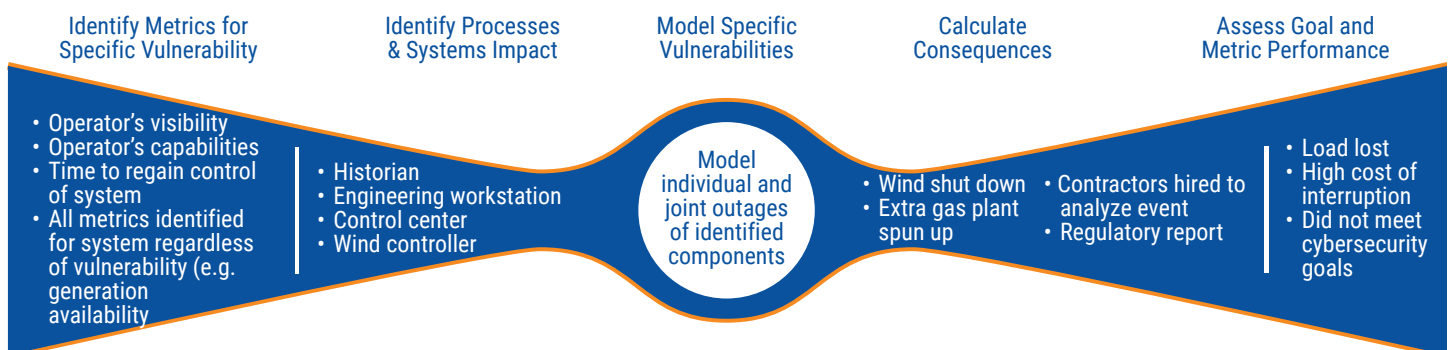 Identify Metrics for
Specific Vulnerability
Identify Processes
& Systems Impact
Model Specific
Vulnerabilities
Calculate
Consequences
Assess Goal and
Metric Performance
• Operator's visibility
• Operator's capabilities
• Time to regain control
of system
• All metrics identified
for system regardless
of vulnerability (e.g.
generation
availability
• Historian
• Engineering workstation
• Control center
• Wind controller
Model
individual and
joint outages
of identified
components
• Wind shut down
• Extra gas plant
spun up
• Contractors hired to
analyze event
• Regulatory report
• Load lost
• High cost of
interruption
• Did not meet
cybersecurity
goals